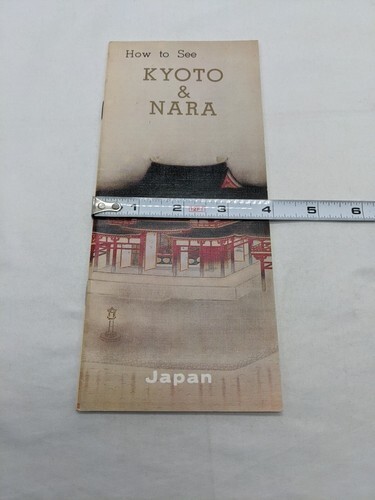 How to See
KYOTO
&
NARA
1 2 3 4 5 6
Japan